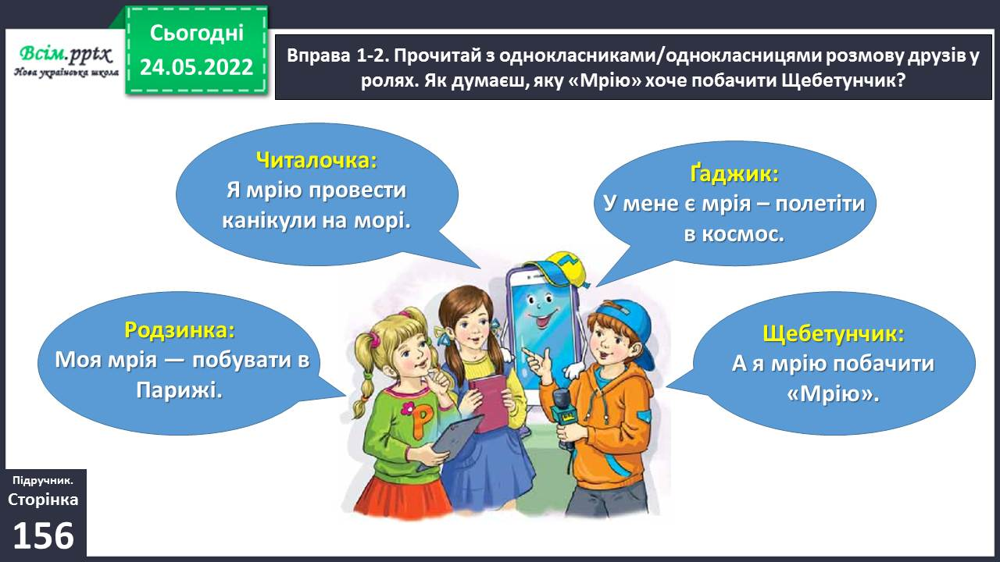 Всім.pptx
Нова українська школа
Сьогодні
24.05.2022
Вправа 1-2. Прочитай з однокласниками/однокласницями розмову друзів у
ролях. Як думаєш, яку «Мрію» хоче побачити Щебетунчик?
Читалочка:
Я мрію провести
канікули на морі.
Ґаджик:
У мене є мрія – полетіти
в космос.
Родзинка:
Моя мрія — побувати в
Парижі.
Щебетунчик:
А я мрію побачити
«Мрію».
Р
Підручник.
Сторінка
156